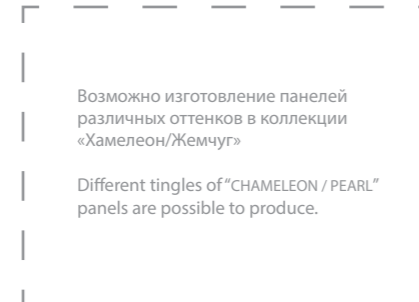 Возможно изготовление панелей
различных оттенков в коллекции
«Хамелеон/Жемчуг»
Different tingles of “CHAMELEON / PEARL”
panels are possible to produce.